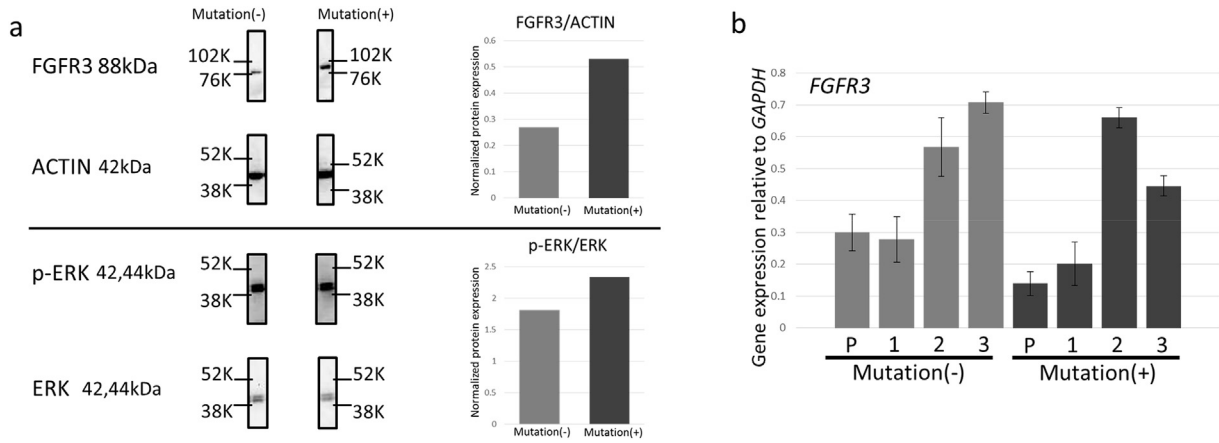 a
Mutation(-) Mutation(+)
FGFR3 88kDa
102K
76K
102K
76K
ACTIN 42kDa
52K
38K
52K
38K
FGFR3/ACTIN
Normalized protein expression
0.6
0.5
0.4
0.3
0.2
0.1
0
Mutation(-) Mutation(+)
p-ERK 42,44kDa
52K
38K
52K
38K
ERK 42,44kDa
52K
38K
52K
38K
p-ERK/ERK
Normalized protein expression
2.5
2
1.5
1
0.5
0
Mutation(-) Mutation(+)
b
FGFR3
Gene expression relative to GAPDH
0.8
0.7
0.6
0.5
0.4
0.3
0.2
0.1
0
P 1 2 3 P 1 2 3
Mutation(-) Mutation(+)